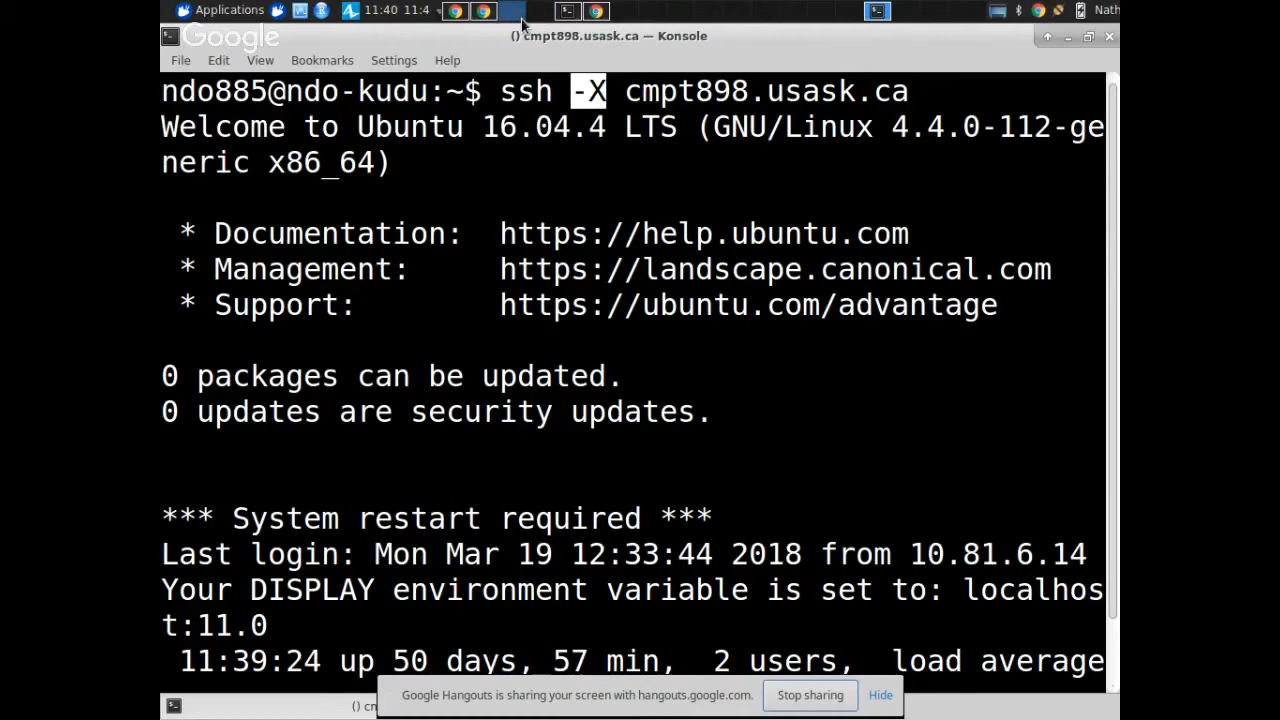 Applications 11:40 11:4 Nath
Google
() cmpt898.usask.ca — Konsole
File Edit View Bookmarks Settings Help
ndo885@ndo-kudu:~$ ssh -X cmpt898.usask.ca
Welcome to Ubuntu 16.04.4 LTS (GNU/Linux 4.4.0-112-ge
neric x86_64)
* Documentation: https://help.ubuntu.com
* Management: https://landscape.canonical.com
* Support: https://ubuntu.com/advantage
0 packages can be updated.
0 updates are security updates.
*** System restart required ***
Last login: Mon Mar 19 12:33:44 2018 from 10.81.6.14
Your DISPLAY environment variable is set to: localhos
t:11.0
11:39:24 up 50 days, 57 min, 2 users, load average
Google Hangouts is sharing your screen with hangouts.google.com. Stop sharing Hide
() cm